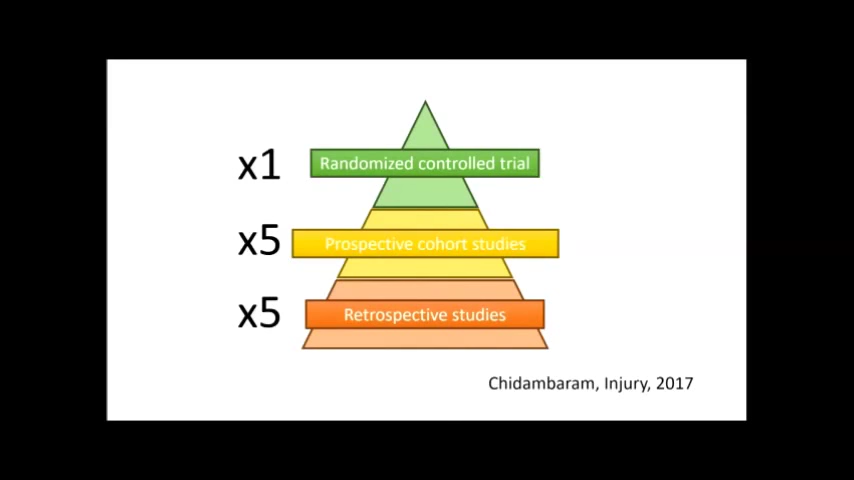 x1 Randomized controlled trial
x5 Prospective cohort studies
x5 Retrospective studies
Chidambaram, Injury, 2017